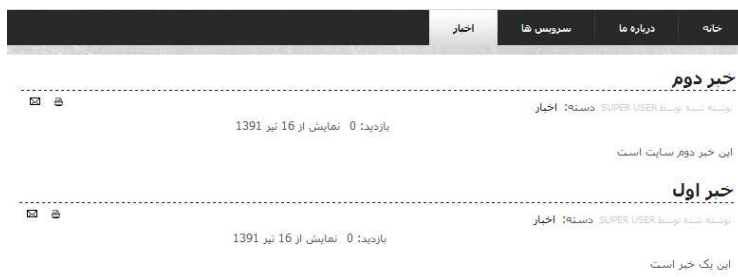 خانه درباره ما سرویس ها اخبار
خبر دوم
نوشته شده توسط SUPER USER دسته: اخبار
بازدید: 0 نمایش از 16 تیر 1391
این خبر دوم سایت است
خبر اول
نوشته شده توسط SUPER USER دسته: اخبار
بازدید: 0 نمایش از 16 تیر 1391
این یک خبر است